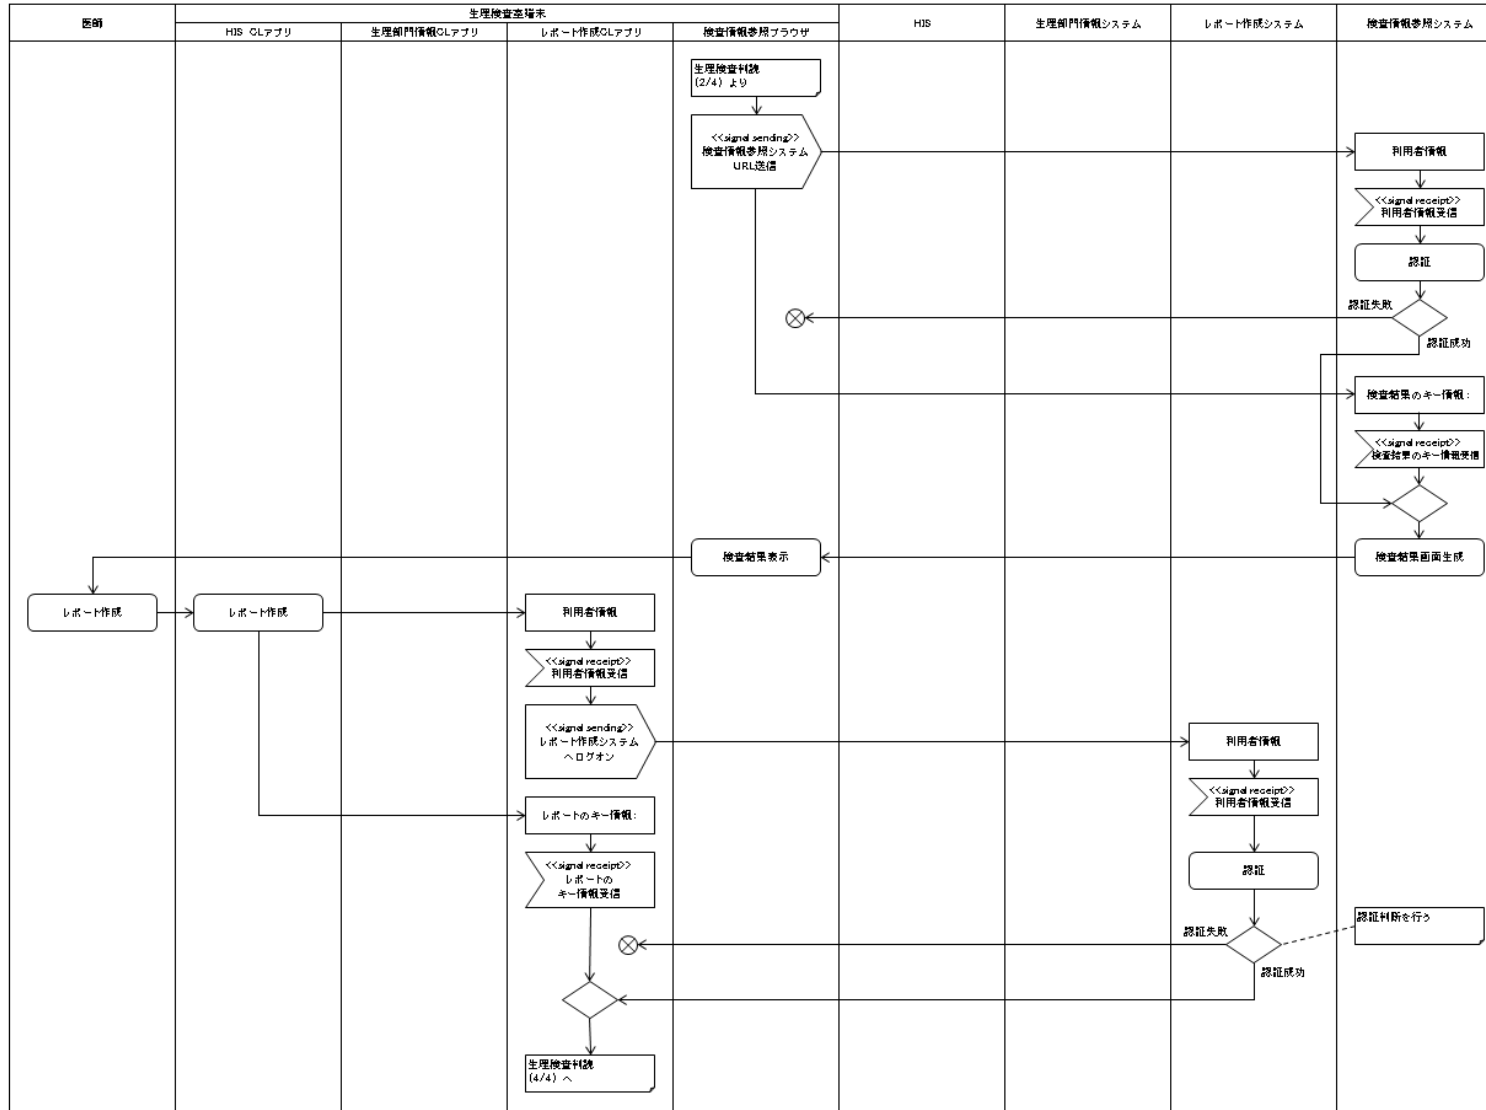 医師
生理検査室端末
HIS CLアプリ
生理部門情報CLアプリ
レポート作成CLアプリ
検査情報参照ブラウザ
HIS
生理部門情報システム
レポート作成システム
検査情報参照システム
生理検査判読
(2/4) より
<<signal sending>>
検査情報参照システム
URL送信
利用者情報
<<signal receipt>>
利用者情報受信
認証
認証失敗
認証成功
検査結果のキー情報:
<<signal receipt>>
検査結果のキー情報受信
検査結果表示
検査結果画面生成
レポート作成
レポート作成
利用者情報
<<signal receipt>>
利用者情報受信
<<signal sending>>
レポート作成システム
へログオン
利用者情報
<<signal receipt>>
利用者情報受信
レポートのキー情報:
<<signal receipt>>
レポートの
キー情報受信
認証
認証判断を行う
認証失敗
認証成功
生理検査判読
(4/4) へ